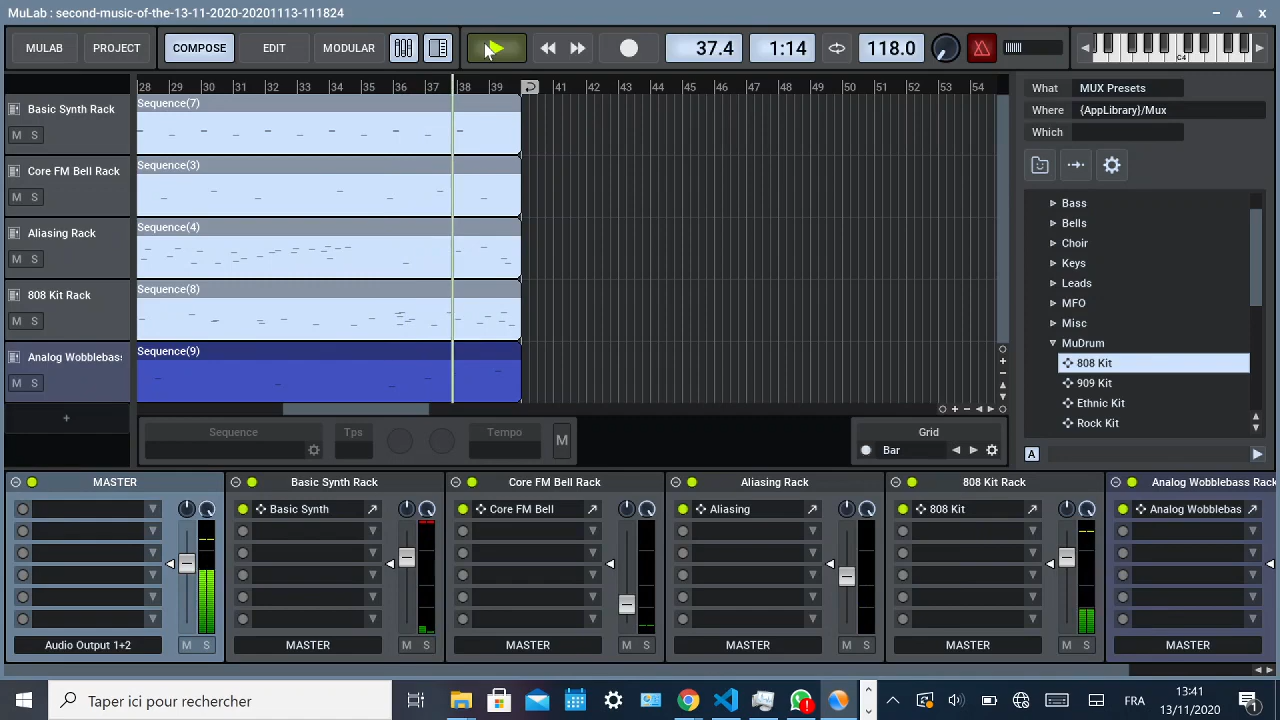 MuLab : second-music-of-the-13-11-2020-20201113-111824
MULAB PROJECT COMPOSE EDIT MODULAR 37.4 1:14 118.0 C4
28 29 30 31 32 33 34 35 36 37 38 39 41 42 43 44 45 46 47 48 49 50 51 52 53 54
Basic Synth Rack
M S
Sequence(7)
Core FM Bell Rack
M S
Sequence(3)
Aliasing Rack
M S
Sequence(4)
808 Kit Rack
M S
Sequence(8)
Analog Wobblebas
M S
Sequence(9)
+
Sequence Tps Tempo M
Grid
Bar
What MUX Presets
Where {AppLibrary}/Mux
Which
Bass
Bells
Choir
Keys
Leads
MFO
Misc
MuDrum
808 Kit
909 Kit
Ethnic Kit
Rock Kit
A
MASTER
Audio Output 1+2
M S
Basic Synth Rack
Basic Synth
MASTER
M S
Core FM Bell Rack
Core FM Bell
MASTER
M S
Aliasing Rack
Aliasing
MASTER
M S
808 Kit Rack
808 Kit
MASTER
M S
Analog Wobblebass Rack
Analog Wobblebas
MASTER
Taper ici pour rechercher
FRA
13:41
13/11/2020
1